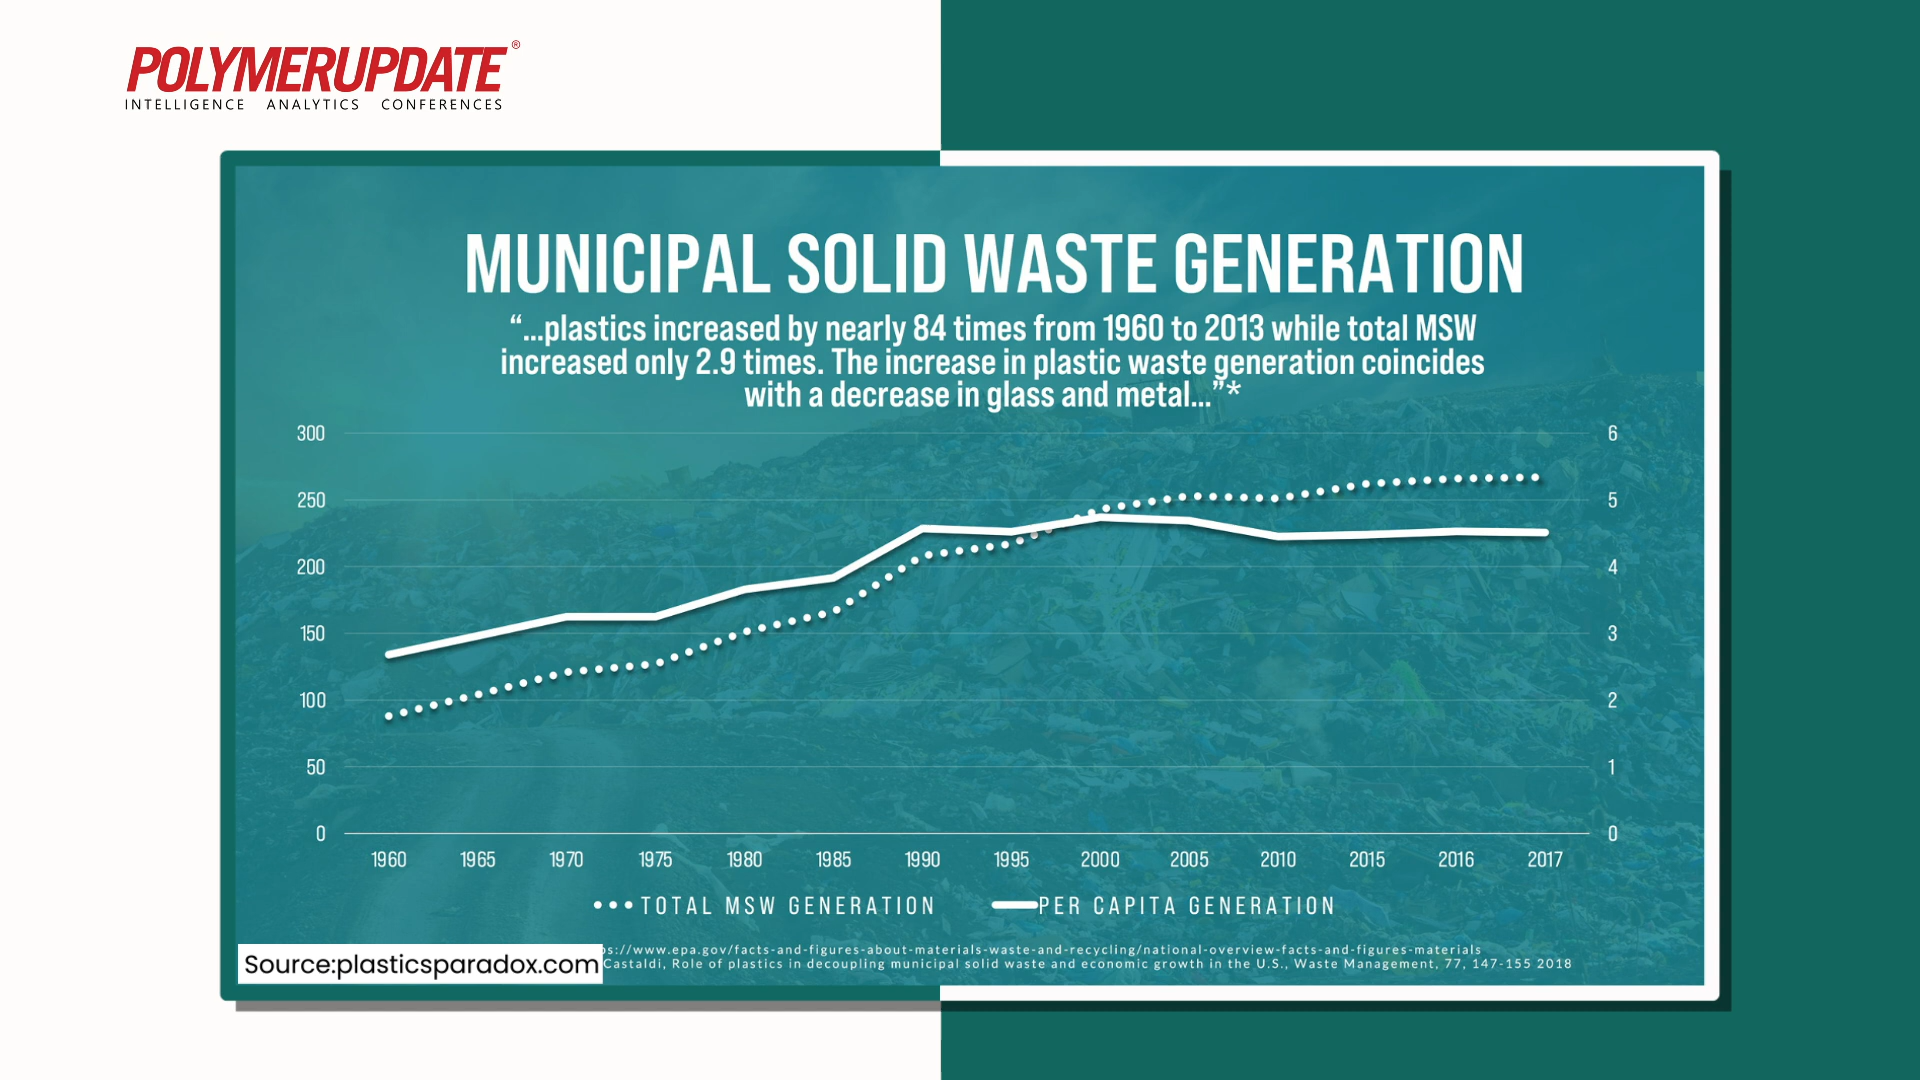 POLYMERUPDATE®
INTELLIGENCE ANALYTICS CONFERENCES
MUNICIPAL SOLID WASTE GENERATION
“...plastics increased by nearly 84 times from 1960 to 2013 while total MSW
increased only 2.9 times. The increase in plastic waste generation coincides
with a decrease in glass and metal...”*
300 6
250 5
200 4
150 3
100 2
50 1
0 0
1960 1965 1970 1975 1980 1985 1990 1995 2000 2005 2010 2015 2016 2017
TOTAL MSW GENERATION PER CAPITA GENERATION
ps://www.epa.gov/facts-and-figures-about-materials-waste-and-recycling/national-overview-facts-and-figures-materials
Source:plasticsparadox.com Castaldi, Role of plastics in decoupling municipal solid waste and economic growth in the U.S., Waste Management, 77, 147-155 2018